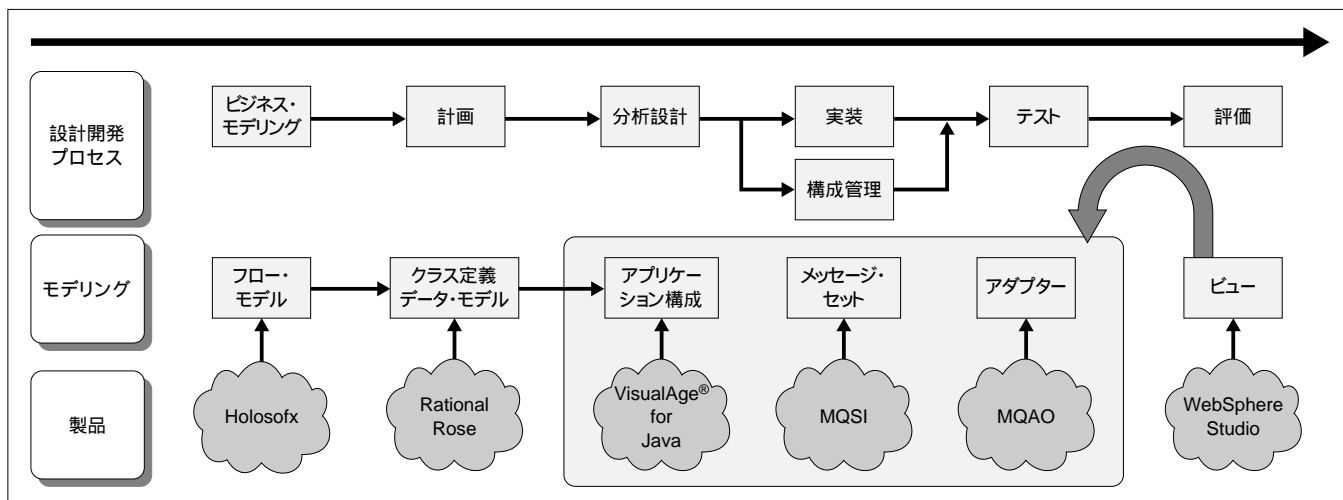 設計開発
プロセス
ビジネス・
モデリング
計画
分析設計
実装
テスト
評価
構成管理
モデリング
フロー・
モデル
クラス定義
データ・モデル
アプリケー
ション構成
メッセージ・
セット
アダプター
ビュー
製品
Holosofx
Rational
Rose
VisualAge®
for
Java
MQSI
MQAO
WebSphere
Studio